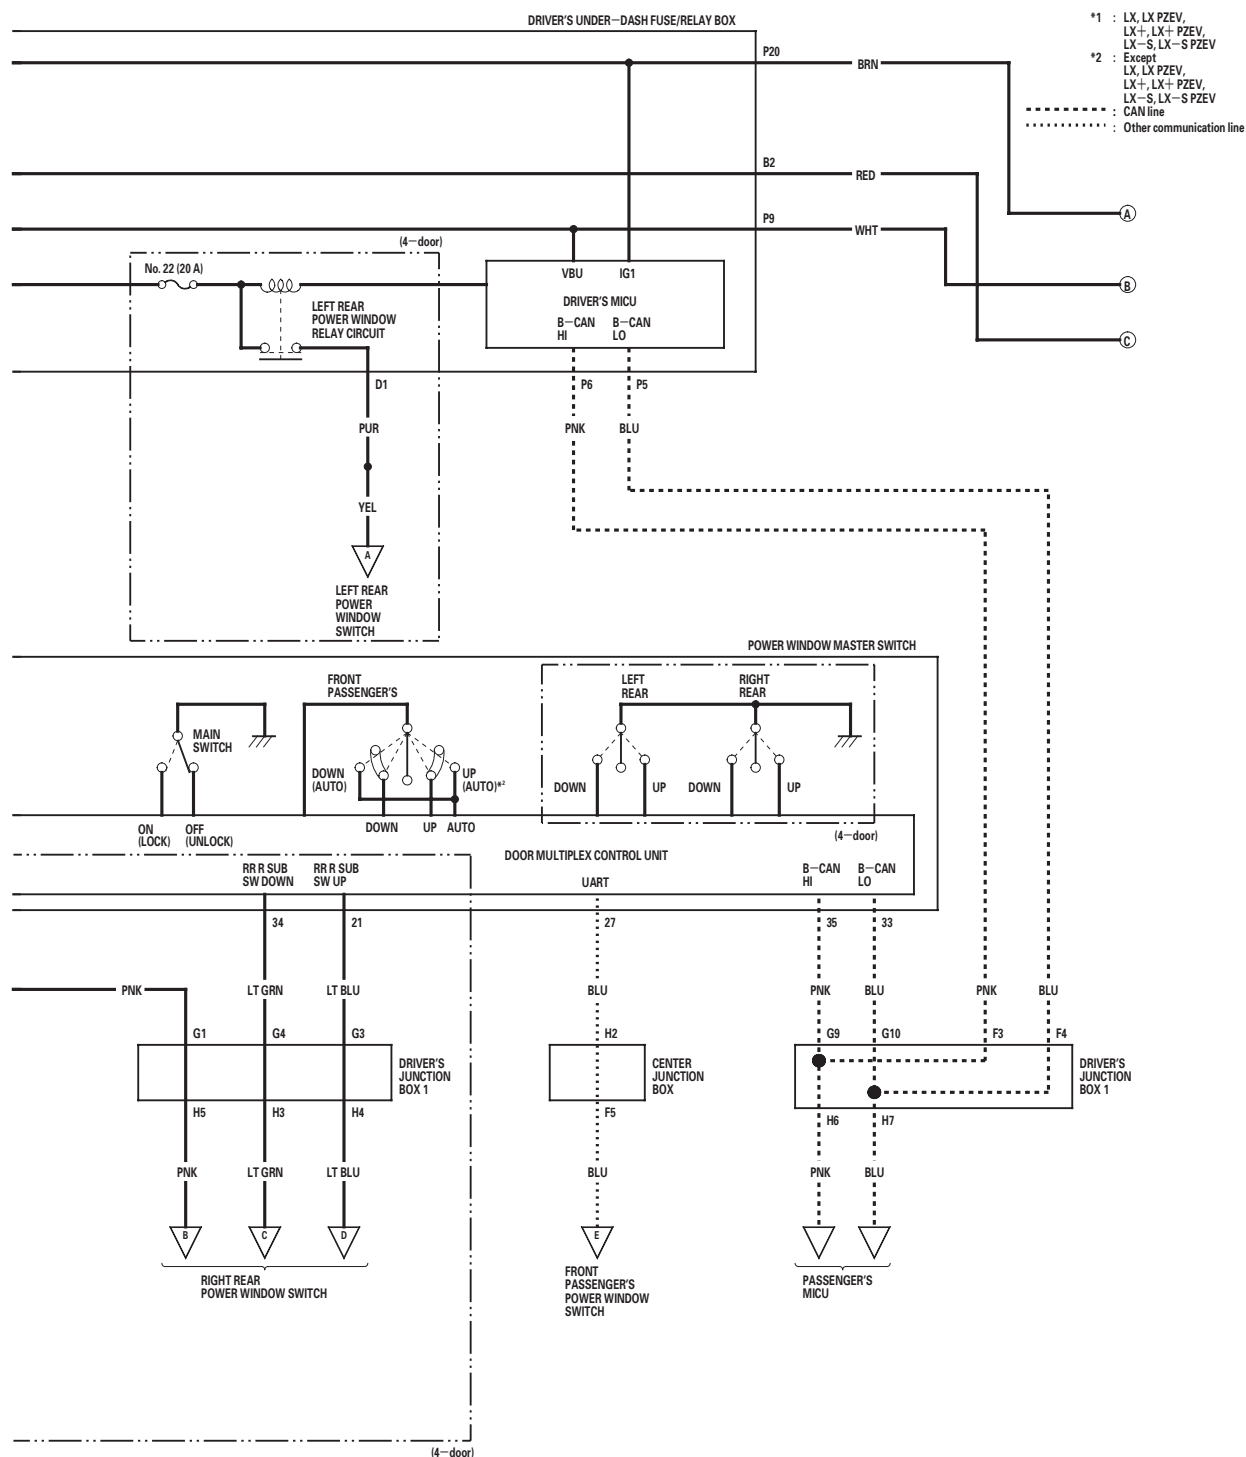 DRIVER'S UNDER−DASH FUSE/RELAY BOX
*1 : LX, LX PZEV,
LX+, LX+ PZEV,
LX−S, LX−S PZEV
*2 : Except
LX, LX PZEV,
LX+, LX+ PZEV,
LX−S, LX−S PZEV
: CAN line
: Other communication line
P20
BRN
B2
RED
P9
WHT
A
B
C
(4−door)
No. 22 (20 A)
LEFT REAR
POWER WINDOW
RELAY CIRCUIT
VBU IG1
DRIVER'S MICU
B−CAN
HI
B−CAN
LO
D1
P6
P5
PUR
PNK
BLU
YEL
A
LEFT REAR
POWER
WINDOW
SWITCH
POWER WINDOW MASTER SWITCH
MAIN
SWITCH
ON
(LOCK)
OFF
(UNLOCK)
FRONT
PASSENGER'S
DOWN
(AUTO)
UP
(AUTO)*2
DOWN
UP
AUTO
LEFT
REAR
RIGHT
REAR
DOWN
UP
DOWN
UP
(4−door)
DOOR MULTIPLEX CONTROL UNIT
RR R SUB
SW DOWN
RR R SUB
SW UP
UART
B−CAN
HI
B−CAN
LO
34
21
27
35
33
PNK
LT GRN
LT BLU
BLU
PNK
BLU
PNK
BLU
G1
G4
G3
H2
G9
G10
F3
F4
DRIVER'S
JUNCTION
BOX 1
CENTER
JUNCTION
BOX
DRIVER'S
JUNCTION
BOX 1
H5
H3
H4
F5
H6
H7
PNK
LT GRN
LT BLU
BLU
PNK
BLU
B
C
D
E
RIGHT REAR
POWER WINDOW SWITCH
FRONT
PASSENGER'S
POWER WINDOW
SWITCH
PASSENGER'S
MICU
(4−door)